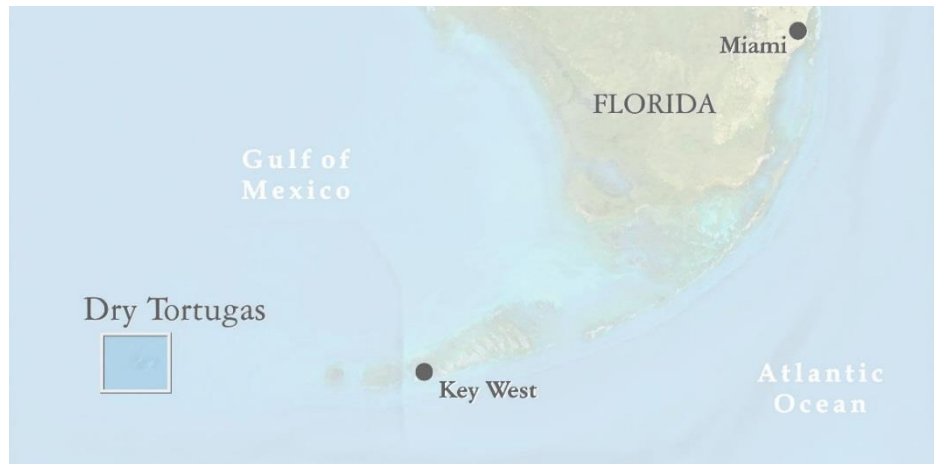 Miami
FLORIDA
Gulf of
Mexico
Dry Tortugas
Key West
Atlantic
Ocean